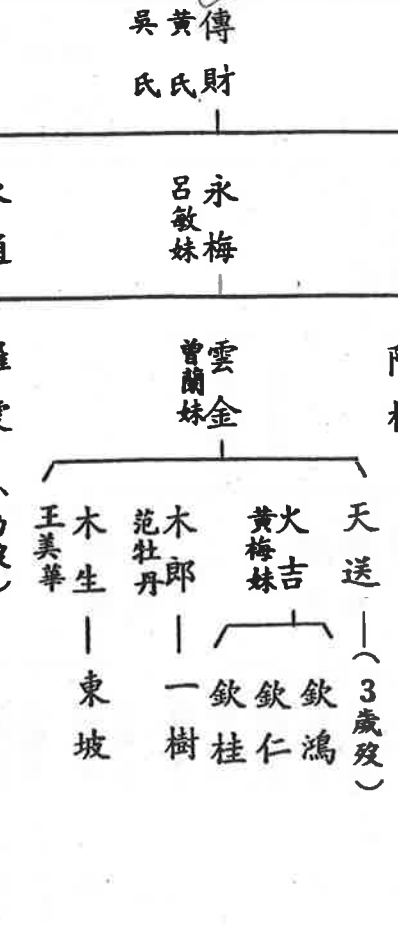 傳財
黃氏
吳氏
永梅
呂敏妹
雲金
曾蘭妹
天送
（3歲歿）
火吉
黃梅妹
欽鴻
欽仁
欽桂
木郎
范牡丹
一樹
木生
王美華
東坡